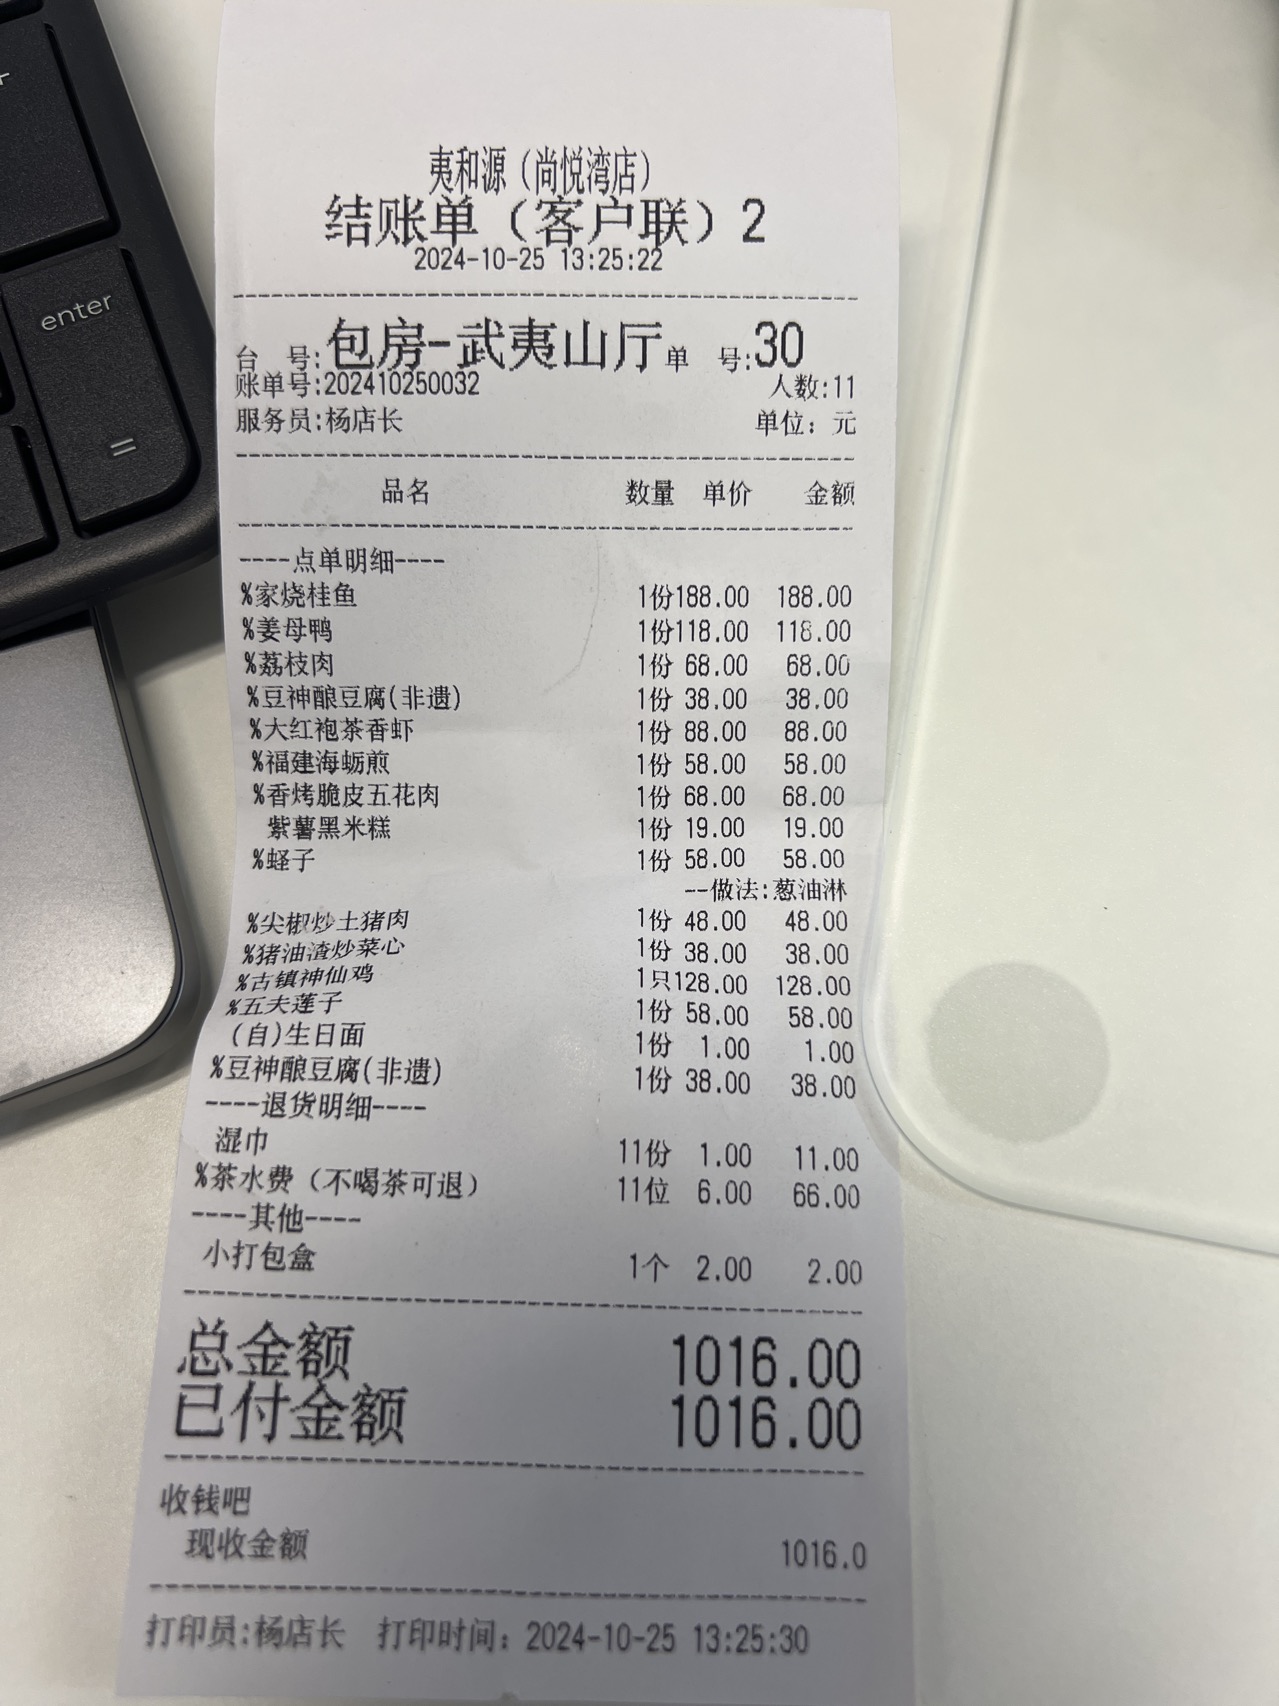 夷和源（尚悦湾店）
结账单（客户联）2
2024-10-25 13:25:22
台 号:包房-武夷山厅 单 号:30
账单号:202410250032 人数:11
服务员:杨店长 单位：元
品名 数量 单价 金额
----点单明细----
%家烧桂鱼 1份188.00 188.00
%姜母鸭 1份118.00 118.00
%荔枝肉 1份 68.00 68.00
%豆神酿豆腐(非遗) 1份 38.00 38.00
%大红袍茶香虾 1份 88.00 88.00
%福建海蛎煎 1份 58.00 58.00
%香烤脆皮五花肉 1份 68.00 68.00
紫薯黑米糕 1份 19.00 19.00
%蛏子 1份 58.00 58.00
--做法:葱油淋
%尖椒炒土猪肉 1份 48.00 48.00
%猪油渣炒菜心 1份 38.00 38.00
%古镇神仙鸡 1只128.00 128.00
%五夫莲子 1份 58.00 58.00
(自)生日面 1份 1.00 1.00
%豆神酿豆腐(非遗) 1份 38.00 38.00
----退货明细----
湿巾 11份 1.00 11.00
%茶水费（不喝茶可退） 11位 6.00 66.00
----其他----
小打包盒 1个 2.00 2.00
总金额 1016.00
已付金额 1016.00
收钱吧
现收金额 1016.0
打印员:杨店长 打印时间：2024-10-25 13:25:30
enter
=